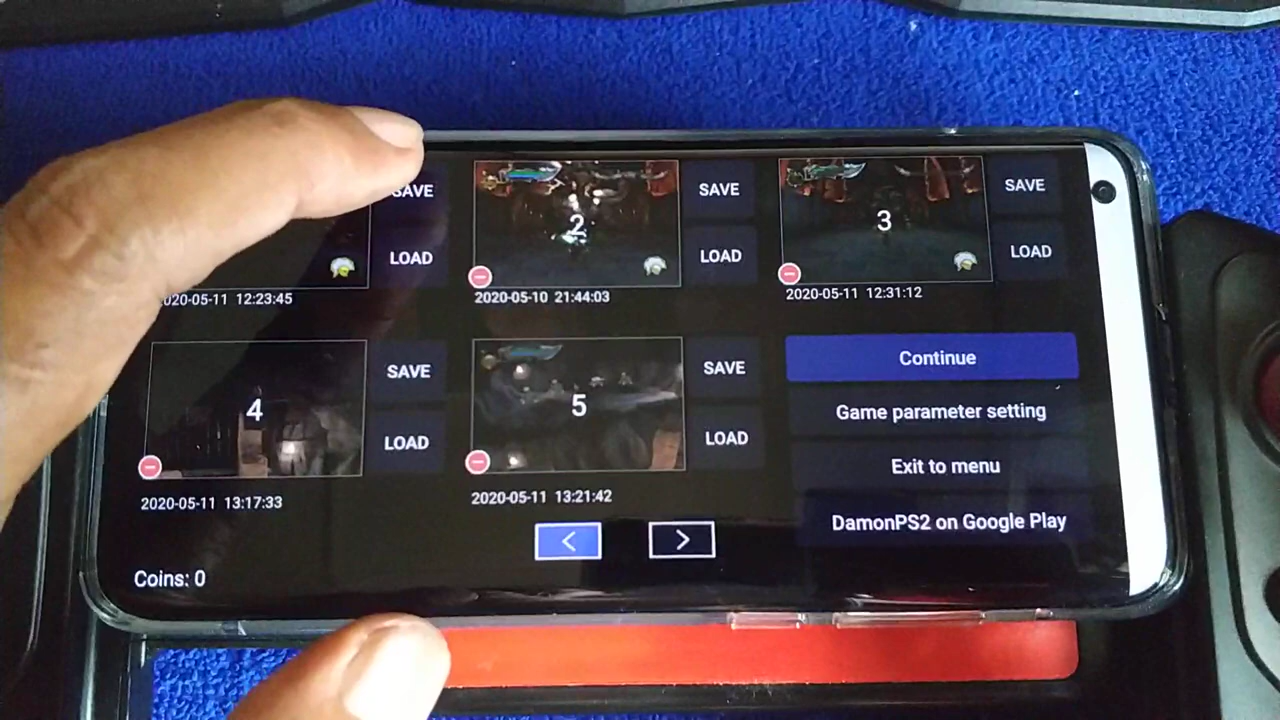 SAVE
2
SAVE
3
SAVE
LOAD
LOAD
LOAD
020-05-11 12:23:45
2020-05-10 21:44:03
2020-05-11 12:31:12
4
SAVE
LOAD
2020-05-11 13:17:33
5
SAVE
LOAD
2020-05-11 13:21:42
Continue
Game parameter setting
Exit to menu
DamonPS2 on Google Play
<
>
Coins: 0